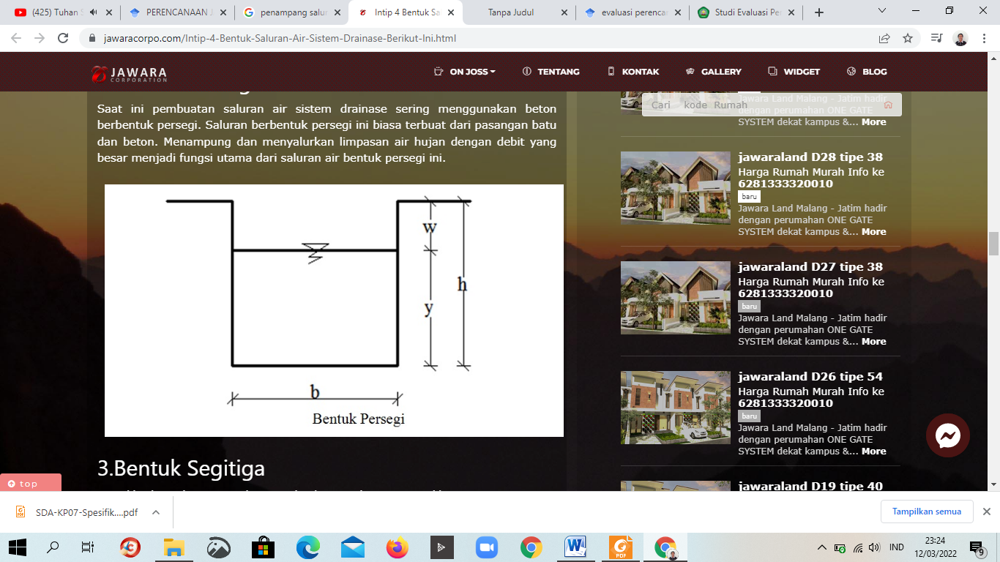 (425) Tuhan S
PERENCANAAN J
penampang salur
Intip 4 Bentuk Sa
Tanpa Judul
evaluasi perencan
Studi Evaluasi Per
jawaracorpo.com/Intip-4-Bentuk-Saluran-Air-Sistem-Drainase-Berikut-Ini.html
JAWARA
CORPORATION
ON JOSS
TENTANG
KONTAK
GALLERY
WIDGET
BLOG
Saat ini pembuatan saluran air sistem drainase sering menggunakan beton
berbentuk persegi. Saluran berbentuk persegi ini biasa terbuat dari pasangan batu
dan beton. Menampung dan menyalurkan limpasan air hujan dengan debit yang
besar menjadi fungsi utama dari saluran air bentuk persegi ini.
w
h
y
b
Bentuk Persegi
3.Bentuk Segitiga
top
Cari kode Rumah
Jawara Land Malang - Jatim hadir
dengan perumahan ONE GATE
SYSTEM dekat kampus &... More
jawaraland D28 tipe 38
Harga Rumah Murah Info ke
6281333320010
baru
Jawara Land Malang - Jatim hadir
dengan perumahan ONE GATE
SYSTEM dekat kampus &... More
jawaraland D27 tipe 38
Harga Rumah Murah Info ke
6281333320010
baru
Jawara Land Malang - Jatim hadir
dengan perumahan ONE GATE
SYSTEM dekat kampus &... More
jawaraland D26 tipe 54
Harga Rumah Murah Info ke
6281333320010
baru
Jawara Land Malang - Jatim hadir
dengan perumahan ONE GATE
SYSTEM dekat kampus &... More
jawaraland D19 tipe 40
SDA-KP07-Spesifik....pdf
Tampilkan semua
PDF
IND
23:24
12/03/2022
9